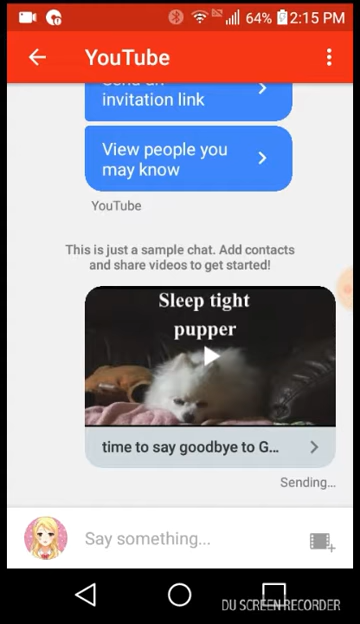 64% 2:15 PM
YouTube
invitation link
View people you
may know
YouTube
This is just a sample chat. Add contacts
and share videos to get started!
Sleep tight
pupper
time to say goodbye to G...
Sending...
Say something...
DU SCREEN RECORDER